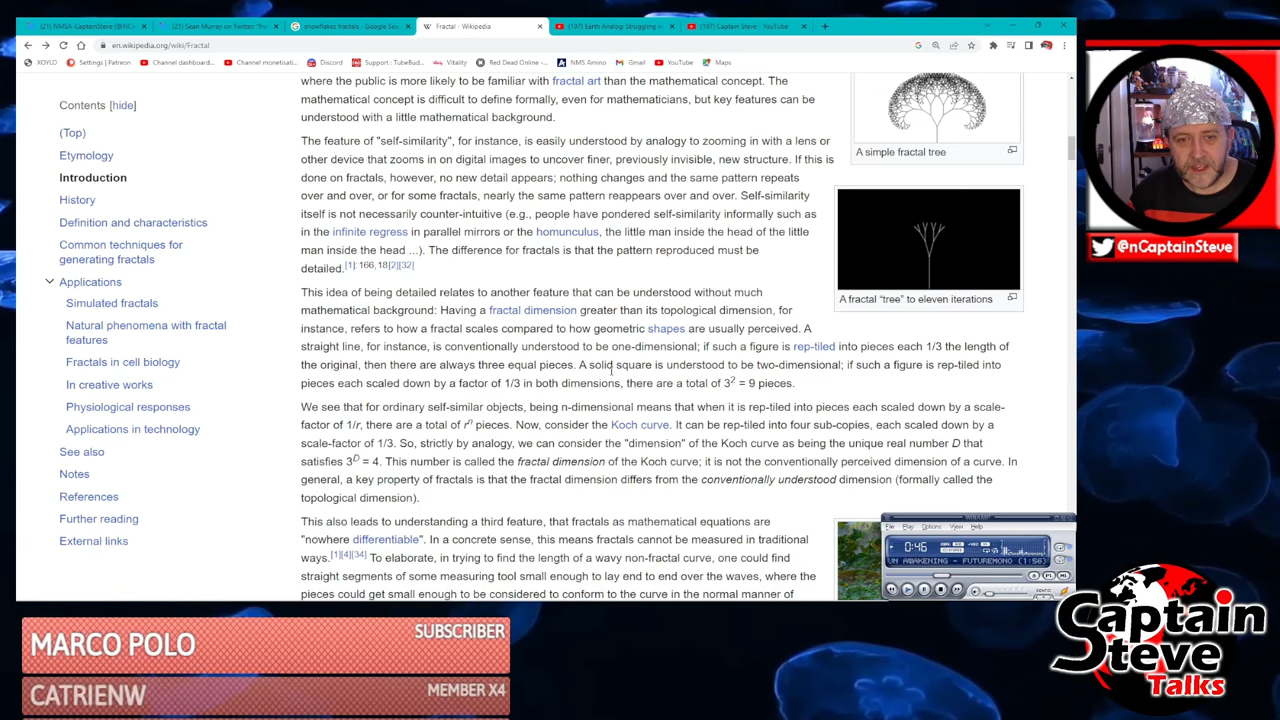 (21) NMSA-CaptainSteve (@NC
(21) Sean Murray on Twitter: "fr
snowflakes fractals - Google Sea
Fractal - Wikipedia
(197) Earth Analog: Struggling
(197) Captain Steve - YouTube
en.wikipedia.org/wiki/Fractal
XOYLO
Settings | Patreon
Channel dashboard...
Channel monetisati...
Discord
Support : TubeBud...
Vitality
Red Dead Online -...
NMS Amino
Gmail
YouTube
Maps
Contents [hide]
(Top)
Etymology
Introduction
History
Definition and characteristics
Common techniques for
generating fractals
Applications
Simulated fractals
Natural phenomena with fractal
features
Fractals in cell biology
In creative works
Physiological responses
Applications in technology
See also
Notes
References
Further reading
External links
where the public is more likely to be familiar with fractal art than the mathematical concept. The
mathematical concept is difficult to define formally, even for mathematicians, but key features can be
understood with a little mathematical background.
The feature of "self-similarity", for instance, is easily understood by analogy to zooming in with a lens or
other device that zooms in on digital images to uncover finer, previously invisible, new structure. If this is
done on fractals, however, no new detail appears; nothing changes and the same pattern repeats
over and over, or for some fractals, nearly the same pattern reappears over and over. Self-similarity
itself is not necessarily counter-intuitive (e.g., people have pondered self-similarity informally such as
in the infinite regress in parallel mirrors or the homunculus, the little man inside the head of the little
man inside the head ...). The difference for fractals is that the pattern reproduced must be
detailed.[1]: 166, 18[2][32]
This idea of being detailed relates to another feature that can be understood without much
mathematical background: Having a fractal dimension greater than its topological dimension, for
instance, refers to how a fractal scales compared to how geometric shapes are usually perceived. A
straight line, for instance, is conventionally understood to be one-dimensional; if such a figure is rep-tiled into pieces each 1/3 the length of
the original, then there are always three equal pieces. A solid square is understood to be two-dimensional; if such a figure is rep-tiled into
pieces each scaled down by a factor of 1/3 in both dimensions, there are a total of 3² = 9 pieces.
We see that for ordinary self-similar objects, being n-dimensional means that when it is rep-tiled into pieces each scaled down by a scale-
factor of 1/r, there are a total of rⁿ pieces. Now, consider the Koch curve. It can be rep-tiled into four sub-copies, each scaled down by a
scale-factor of 1/3. So, strictly by analogy, we can consider the "dimension" of the Koch curve as being the unique real number D that
satisfies 3ᴰ = 4. This number is called the fractal dimension of the Koch curve; it is not the conventionally perceived dimension of a curve. In
general, a key property of fractals is that the fractal dimension differs from the conventionally understood dimension (formally called the
topological dimension).
This also leads to understanding a third feature, that fractals as mathematical equations are
"nowhere differentiable". In a concrete sense, this means fractals cannot be measured in traditional
ways.[1][4][34] To elaborate, in trying to find the length of a wavy non-fractal curve, one could find
straight segments of some measuring tool small enough to lay end to end over the waves, where the
pieces could get small enough to be considered to conform to the curve in the normal manner of
A simple fractal tree
A fractal “tree” to eleven iterations
WINAMP
File Play Options View Help
0:46
UN AWAKENING - FUTUREMONO (1:56)
@nCaptainSteve
MARCO POLO
SUBSCRIBER
CATRIENW
MEMBER X4
Captain
Steve
Talks